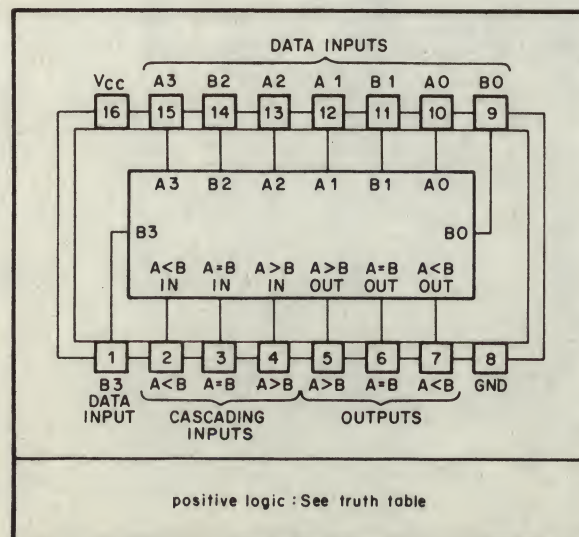 DATA INPUTS
Vcc A3 B2 A2 A1 B1 A0 B0
16 15 14 13 12 11 10 9
A3 B2 A2 A1 B1 A0
B3 B0
A<B A=B A>B A>B A=B A<B
IN IN IN OUT OUT OUT
1 2 3 4 5 6 7 8
B3 A<B A=B A>B A>B A=B A<B GND
DATA
INPUT
CASCADING
INPUTS
OUTPUTS
positive logic : See truth table